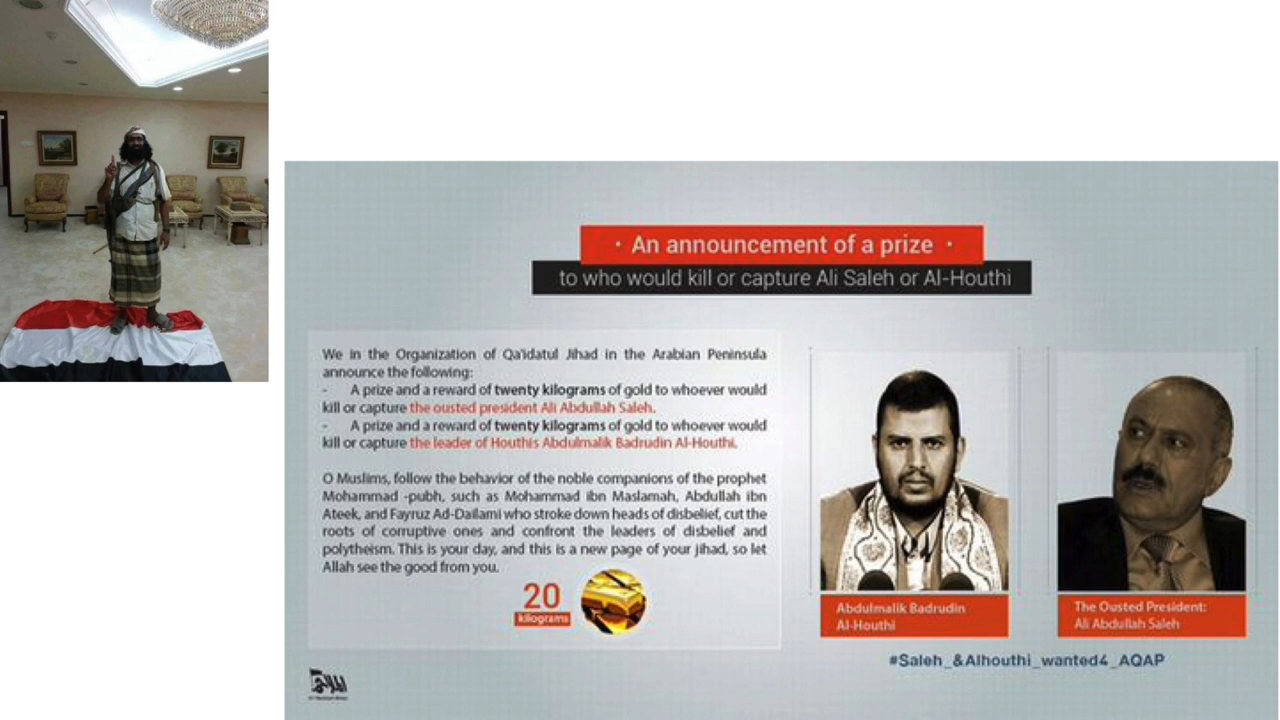 · An announcement of a prize ·
to who would kill or capture Ali Saleh or Al-Houthi
We in the Organization of Qa'idatul Jihad in the Arabian Peninsula
announce the following:
- A prize and a reward of twenty kilograms of gold to whoever would
kill or capture the ousted president Ali Abdullah Saleh.
- A prize and a reward of twenty kilograms of gold to whoever would
kill or capture the leader of Houthis Abdulmalik Badrudin Al-Houthi.
O Muslims, follow the behavior of the noble companions of the prophet
Mohammad -pubh, such as Mohammad ibn Maslamah, Abdullah ibn
Ateek, and Fayruz Ad-Dailami who stroke down heads of disbelief, cut the
roots of corruptive ones and confront the leaders of disbelief and
polytheism. This is your day, and this is a new page of your jihad, so let
Allah see the good from you.
20
kilograms
Abdulmalik Badrudin
Al-Houthi
The Ousted President:
Ali Abdullah Saleh
#Saleh_&Alhouthi_wanted4_AQAP